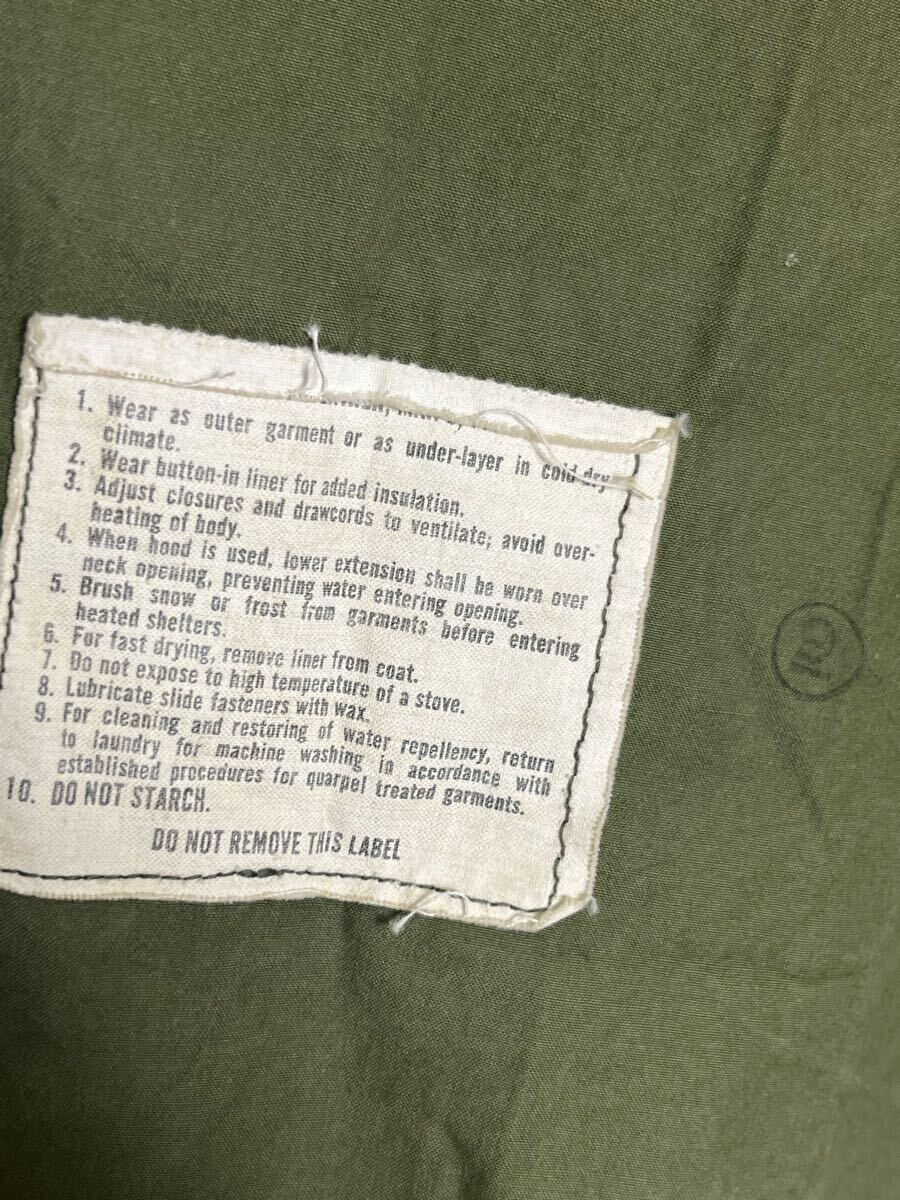 1. Wear as outer garment or as under-layer in cold-dry
climate.
2. Wear button-in liner for added insulation.
3. Adjust closures and drawcords to ventilate; avoid over-
heating of body.
4. When hood is used, lower extension shall be worn over
neck opening, preventing water entering opening.
5. Brush snow or frost from garments before entering
heated shelters.
6. For fast drying, remove liner from coat.
7. Do not expose to high temperature of a stove.
8. Lubricate slide fasteners with wax.
9. For cleaning and restoring of water repellency, return
to laundry for machine washing in accordance with
established procedures for quarpel treated garments.
10. DO NOT STARCH.
DO NOT REMOVE THIS LABEL